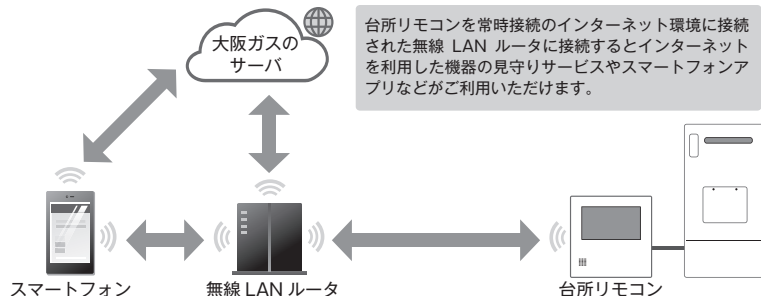 大阪ガスの
サーバ
台所リモコンを常時接続のインターネット環境に接続
された無線 LAN ルータに接続するとインターネット
を利用した機器の見守りサービスやスマートフォンア
プリなどがご利用いただけます。
スマートフォン
無線 LAN ルータ
台所リモコン